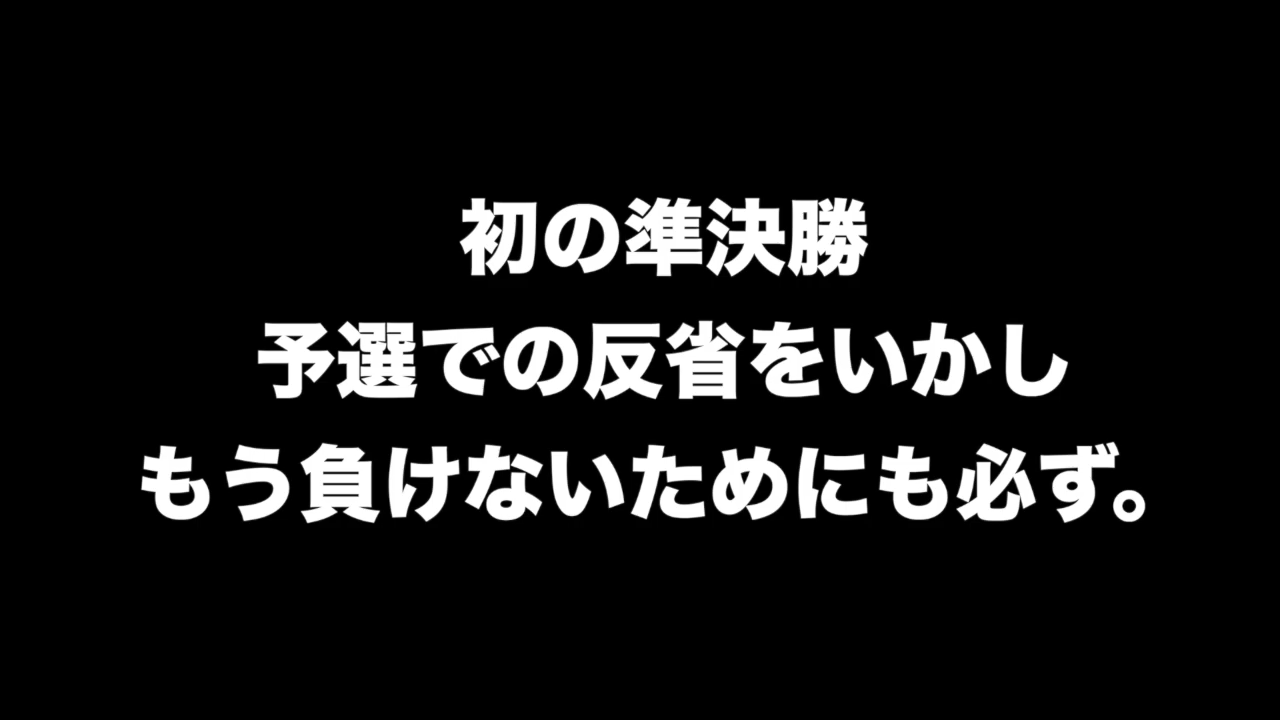 初の準決勝
予選での反省をいかし
もう負けないためにも必ず。